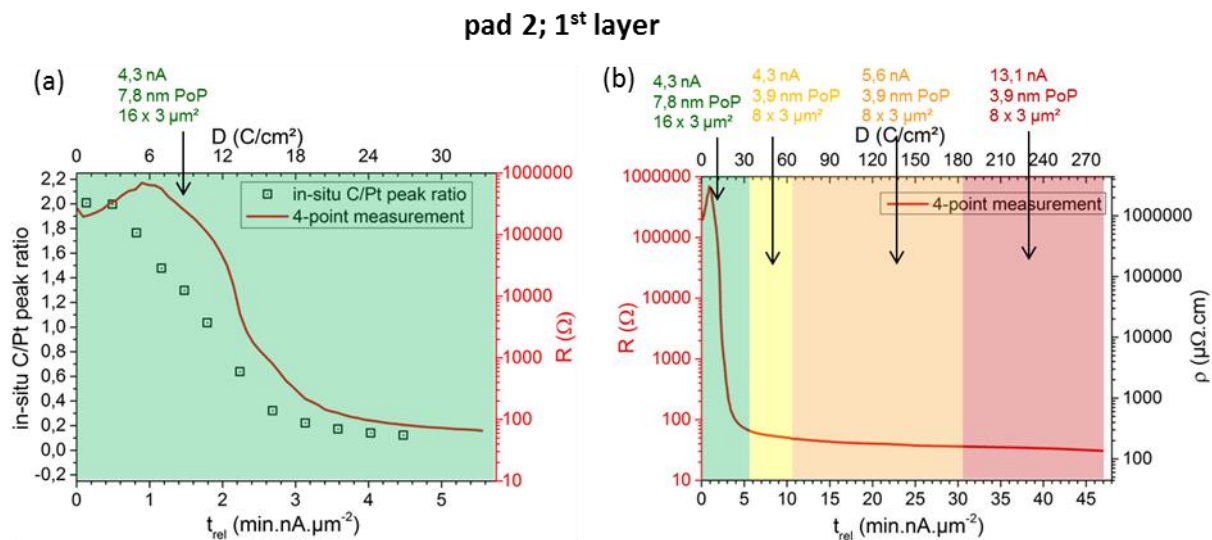 pad 2; 1st layer
(a)
4,3 nA
7,8 nm PoP
16 x 3 µm²
D (C/cm²)
0 6 12 18 24 30
2,2
2,0
1,8
1,6
1,4
1,2
1,0
0,8
0,6
0,4
0,2
0,0
-0,2
in-situ C/Pt peak ratio
in-situ C/Pt peak ratio
4-point measurement
1000000
100000
10000
1000
100
10
R (Ω)
0 1 2 3 4 5
t_rel (min.nA.µm⁻²)
(b)
4,3 nA
7,8 nm PoP
16 x 3 µm²
4,3 nA
3,9 nm PoP
8 x 3 µm²
5,6 nA
3,9 nm PoP
8 x 3 µm²
13,1 nA
3,9 nm PoP
8 x 3 µm²
D (C/cm²)
0 30 60 90 120 150 180 210 240 270
1000000
100000
10000
1000
100
10
R (Ω)
4-point measurement
1000000
100000
10000
1000
100
ρ (µΩ.cm)
0 5 10 15 20 25 30 35 40 45
t_rel (min.nA.µm⁻²)